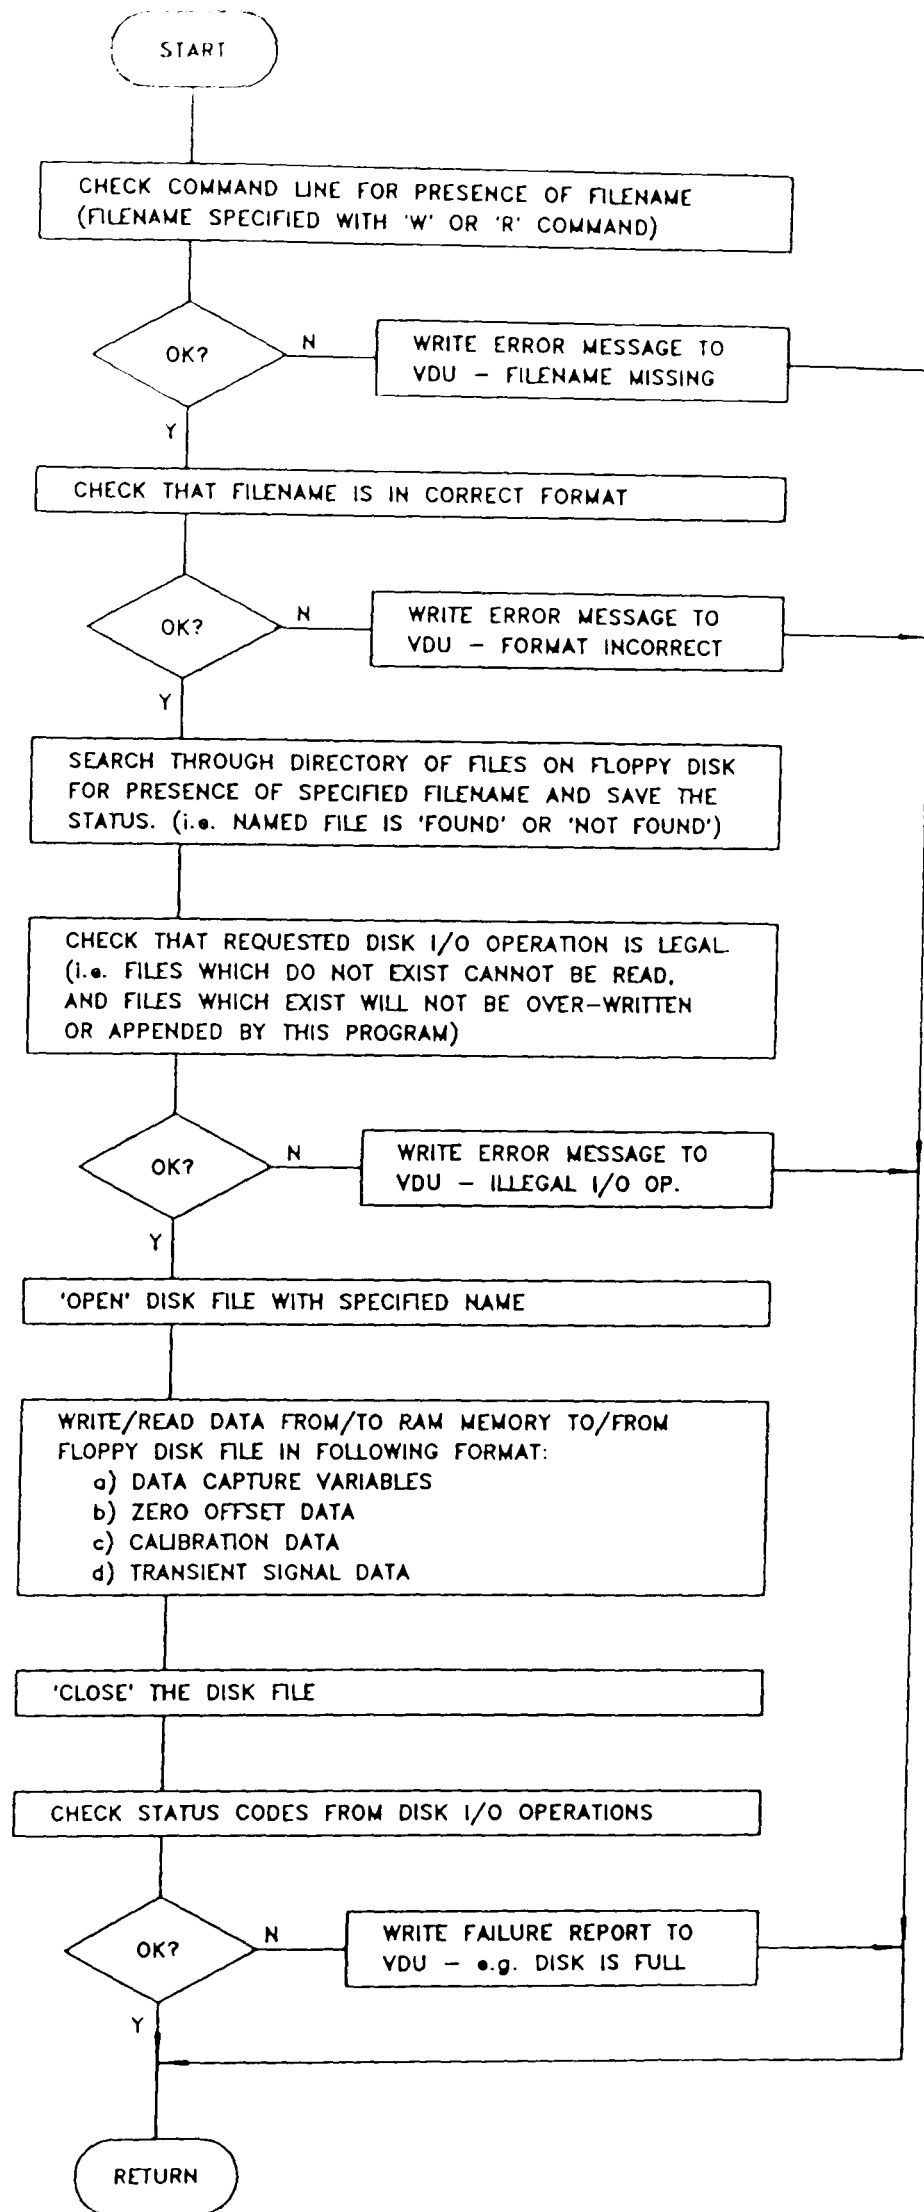 START
CHECK COMMAND LINE FOR PRESENCE OF FILENAME
(FILENAME SPECIFIED WITH 'W' OR 'R' COMMAND)
OK?
N
WRITE ERROR MESSAGE TO
VDU – FILENAME MISSING
Y
CHECK THAT FILENAME IS IN CORRECT FORMAT
OK?
N
WRITE ERROR MESSAGE TO
VDU – FORMAT INCORRECT
Y
SEARCH THROUGH DIRECTORY OF FILES ON FLOPPY DISK
FOR PRESENCE OF SPECIFIED FILENAME AND SAVE THE
STATUS. (i.e. NAMED FILE IS 'FOUND' OR 'NOT FOUND')
CHECK THAT REQUESTED DISK I/O OPERATION IS LEGAL
(i.e. FILES WHICH DO NOT EXIST CANNOT BE READ,
AND FILES WHICH EXIST WILL NOT BE OVER-WRITTEN
OR APPENDED BY THIS PROGRAM)
OK?
N
WRITE ERROR MESSAGE TO
VDU – ILLEGAL I/O OP.
Y
'OPEN' DISK FILE WITH SPECIFIED NAME
WRITE/READ DATA FROM/TO RAM MEMORY TO/FROM
FLOPPY DISK FILE IN FOLLOWING FORMAT:
a) DATA CAPTURE VARIABLES
b) ZERO OFFSET DATA
c) CALIBRATION DATA
d) TRANSIENT SIGNAL DATA
'CLOSE' THE DISK FILE
CHECK STATUS CODES FROM DISK I/O OPERATIONS
OK?
N
WRITE FAILURE REPORT TO
VDU – e.g. DISK IS FULL
Y
RETURN